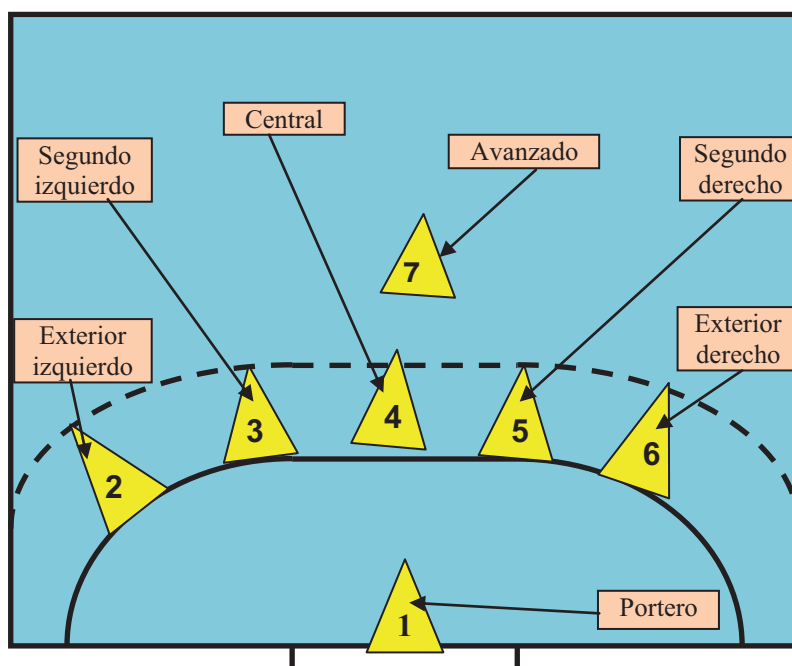 Central
Segundo
izquierdo
Avanzado
Segundo
derecho
7
Exterior
izquierdo
Exterior
derecho
3
4
5
6
2
1
Portero